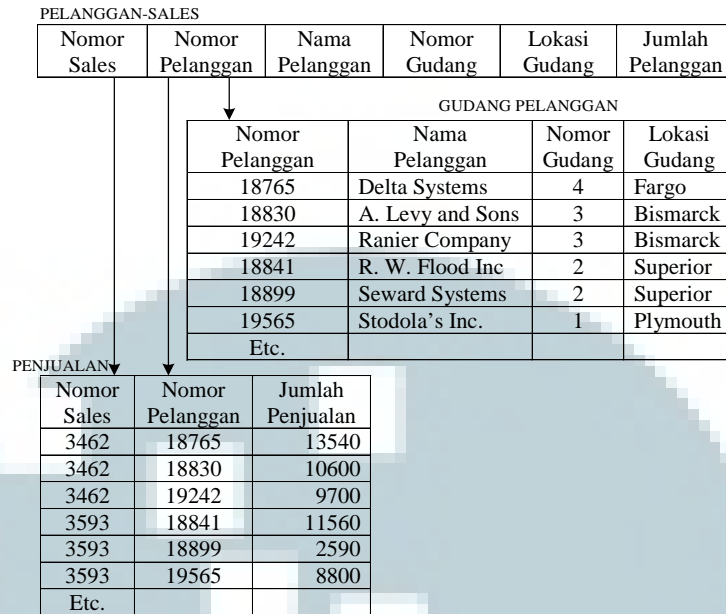 PELANGGAN-SALES
Nomor Sales Nomor Pelanggan Nama Pelanggan Nomor Gudang Lokasi Gudang Jumlah Pelanggan
GUDANG PELANGGAN
Nomor Pelanggan Nama Pelanggan Nomor Gudang Lokasi Gudang
18765 Delta Systems 4 Fargo
18830 A. Levy and Sons 3 Bismarck
19242 Ranier Company 3 Bismarck
18841 R. W. Flood Inc 2 Superior
18899 Seward Systems 2 Superior
19565 Stodola's Inc. 1 Plymouth
Etc.
PENJUALAN
Nomor Sales Nomor Pelanggan Jumlah Penjualan
3462 18765 13540
3462 18830 10600
3462 19242 9700
3593 18841 11560
3593 18899 2590
3593 19565 8800
Etc.